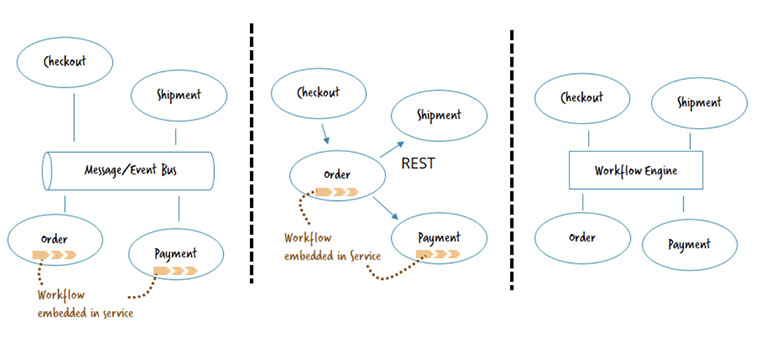 Checkout
Shipment
Message/Event Bus
Order
Payment
Workflow
embedded in service
Checkout
Shipment
REST
Order
Payment
Workflow
embedded in Service
Checkout
Shipment
Workflow Engine
Order
Payment